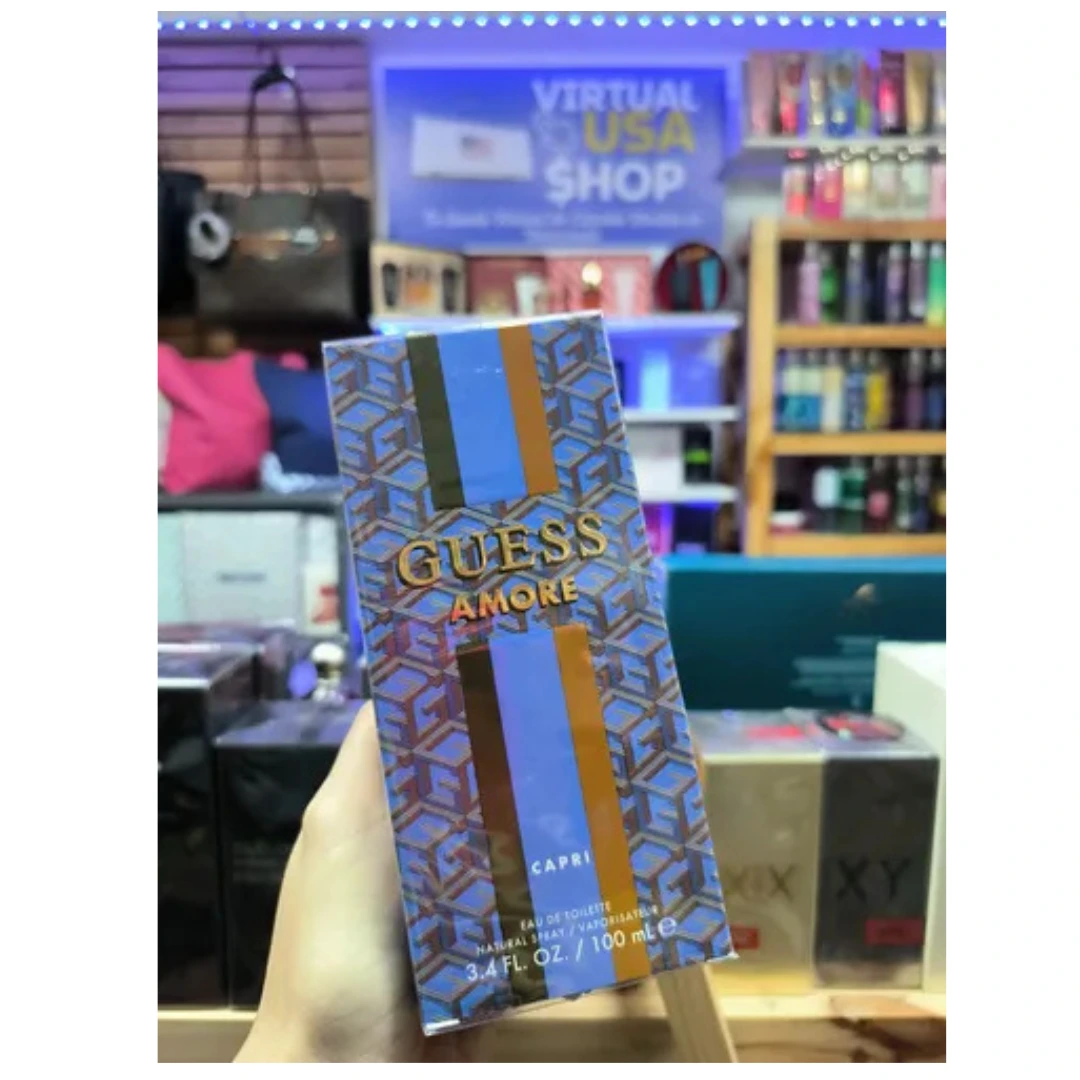 VIRTUAL
USA
$HOP
GUESS
AMORE
CAPRI
EAU DE TOILETTE
NATURAL SPRAY / VAPORISATEUR
3.4 FL. OZ. / 100 mL ℮
XX
XY